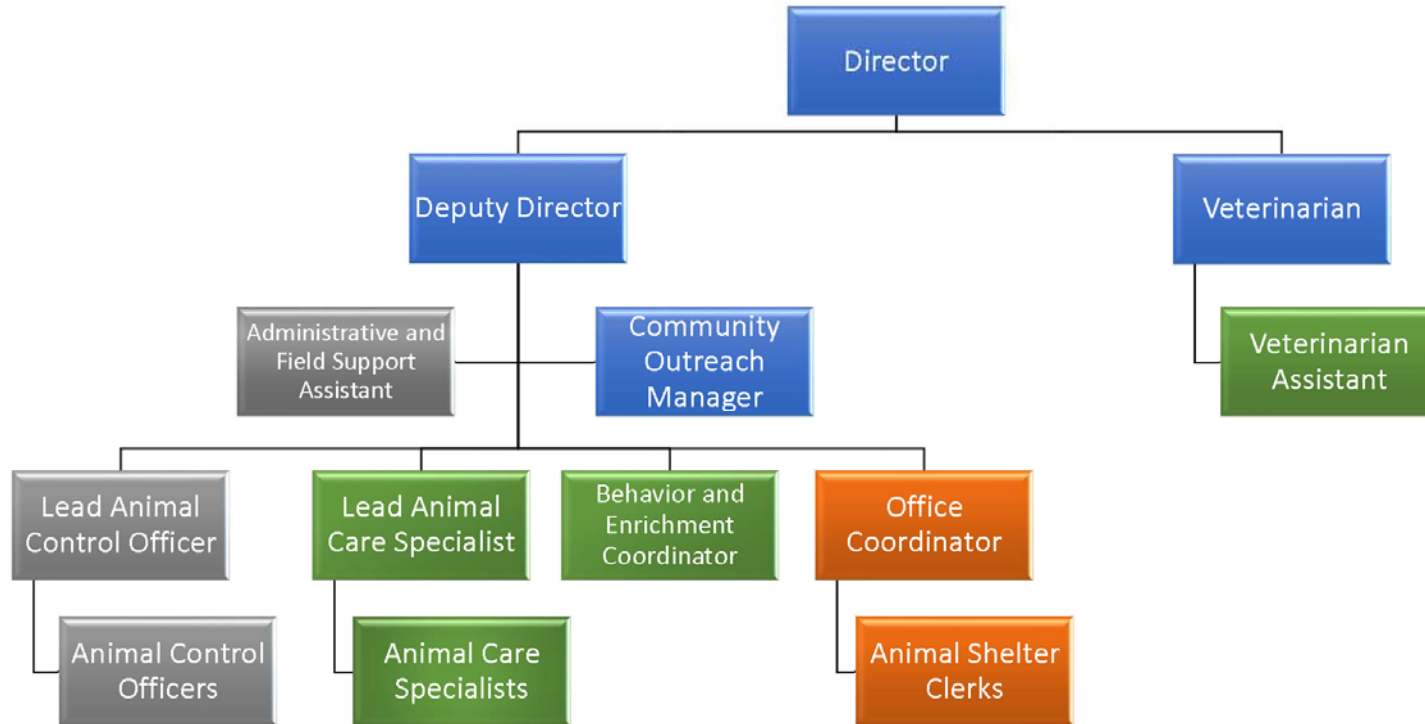 Director
Deputy Director
Veterinarian
Administrative and
Field Support
Assistant
Community
Outreach
Manager
Veterinarian
Assistant
Lead Animal
Control Officer
Lead Animal
Care Specialist
Behavior and
Enrichment
Coordinator
Office
Coordinator
Animal Control
Officers
Animal Care
Specialists
Animal Shelter
Clerks